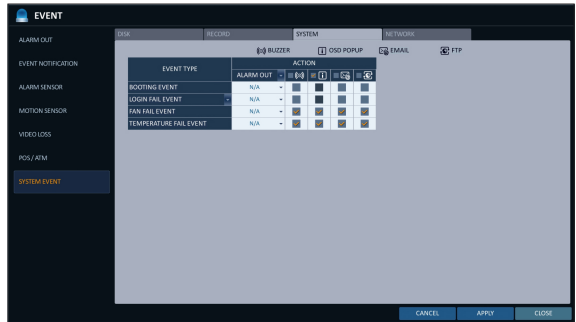 EVENT
DISK RECORD SYSTEM NETWORK
ALARM OUT
EVENT NOTIFICATION
ALARM SENSOR
MOTION SENSOR
VIDEO LOSS
POS / ATM
SYSTEM EVENT
BUZZER OSD POPUP EMAIL FTP
EVENT TYPE ACTION
ALARM OUT
BOOTING EVENT N/A
LOGIN FAIL EVENT N/A
FAN FAIL EVENT N/A
TEMPERATURE FAIL EVENT N/A
CANCEL APPLY CLOSE